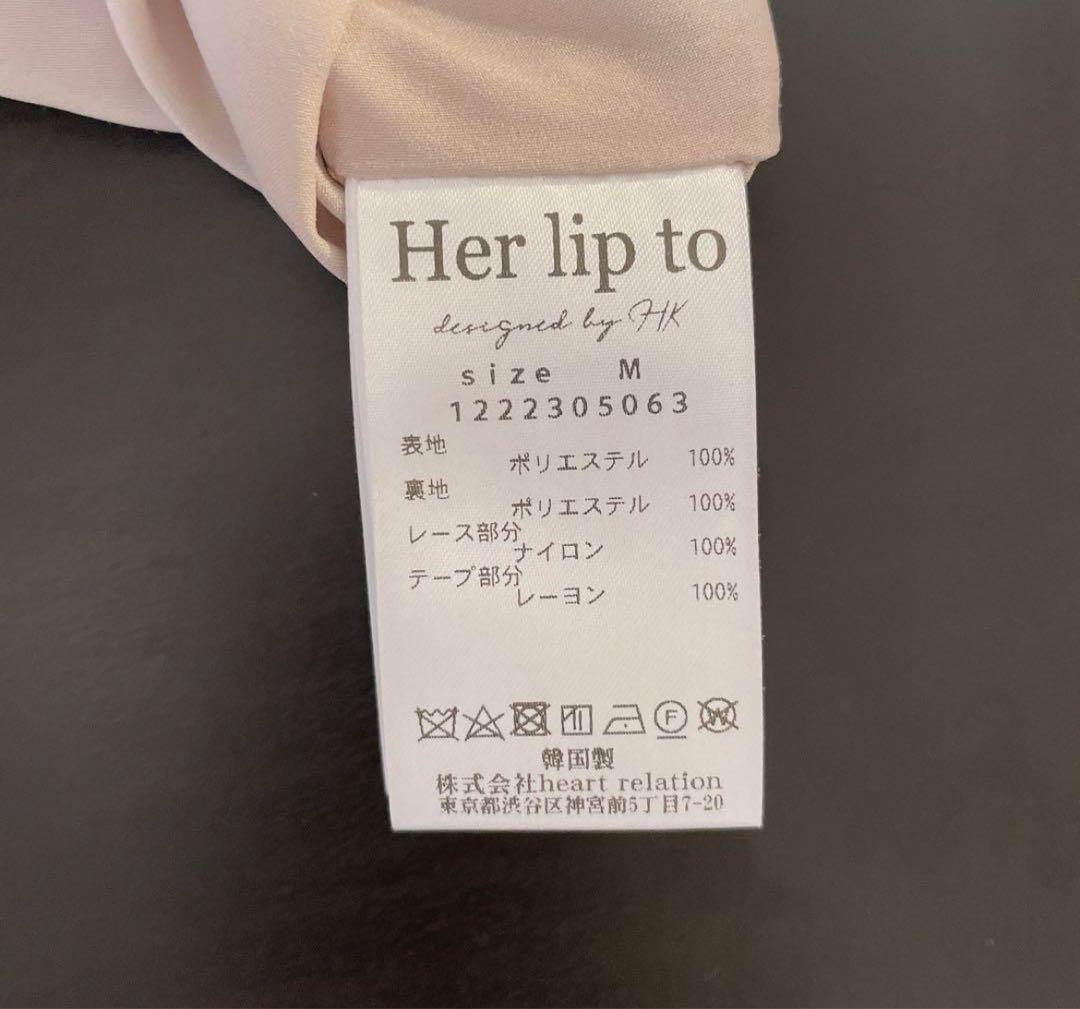 Her lip to
designed by HK
size M
1222305063
表地
ポリエステル 100%
裏地
ポリエステル 100%
レース部分
ナイロン 100%
テープ部分
レーヨン 100%
F W
韓国製
株式会社heart relation
東京都渋谷区神宮前5丁目7-20